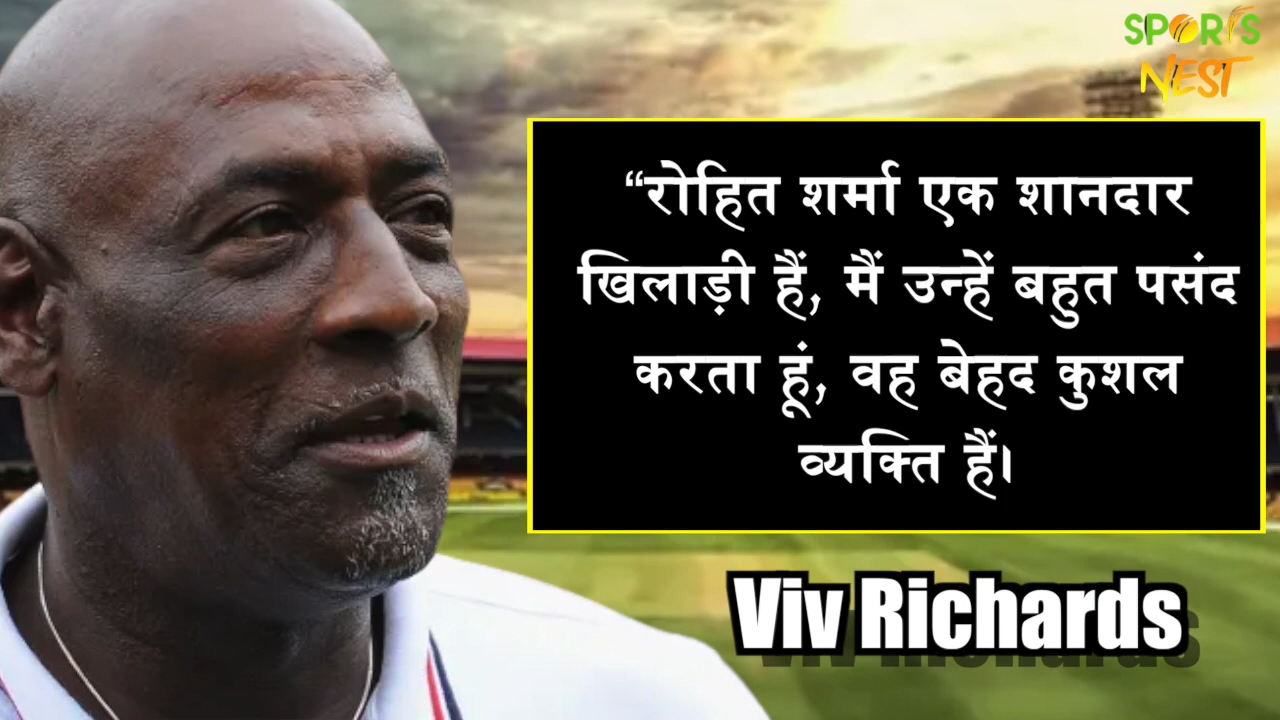 SPORTS
NEST
“रोहित शर्मा एक शानदार
खिलाड़ी हैं, मैं उन्हें बहुत पसंद
करता हूं, वह बेहद कुशल
व्यक्ति हैं।
Viv Richards